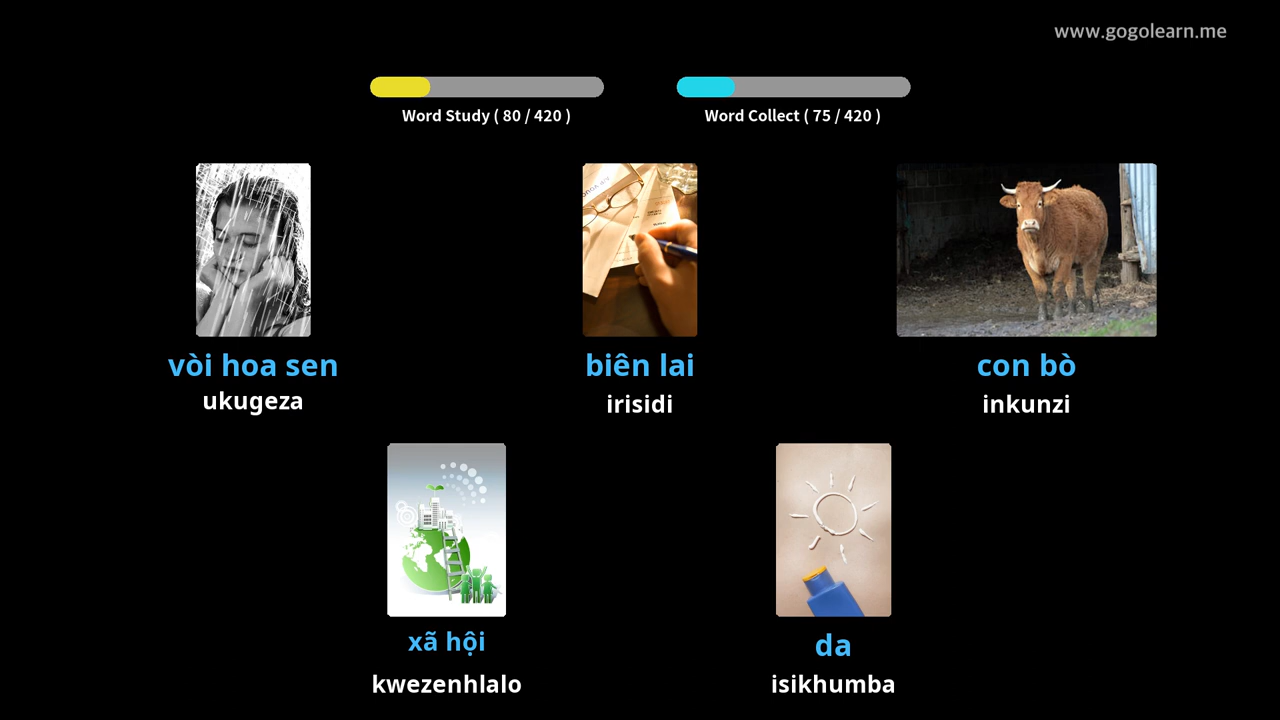 www.gogolearn.me
Word Study ( 80 / 420 )
Word Collect ( 75 / 420 )
vòi hoa sen
ukugeza
biên lai
irisidi
con bò
inkunzi
xã hội
kwezenhlalo
da
isikhumba